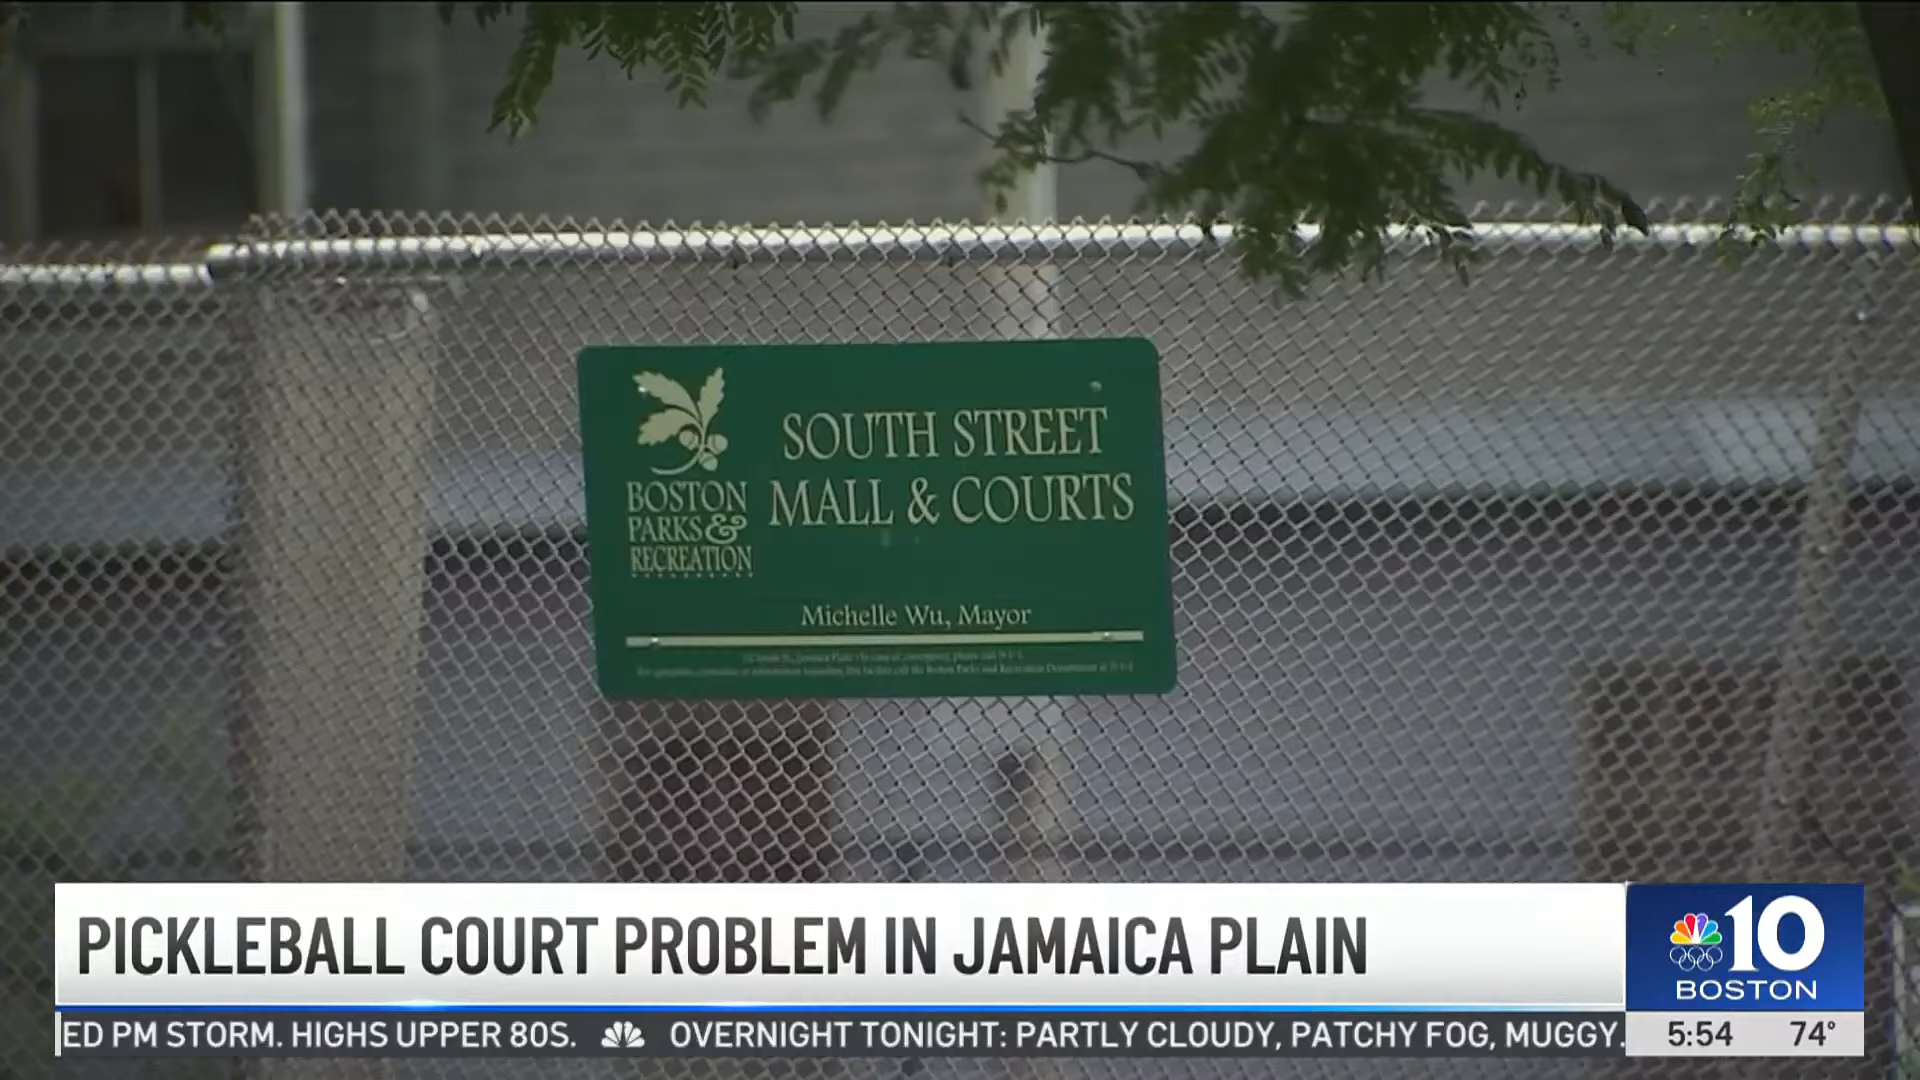 SOUTH STREET
MALL & COURTS
BOSTON
PARKS &
RECREATION
Michelle Wu, Mayor
PICKLEBALL COURT PROBLEM IN JAMAICA PLAIN
10
BOSTON
ED PM STORM. HIGHS UPPER 80S. OVERNIGHT TONIGHT: PARTLY CLOUDY, PATCHY FOG, MUGGY.
5:54 74°